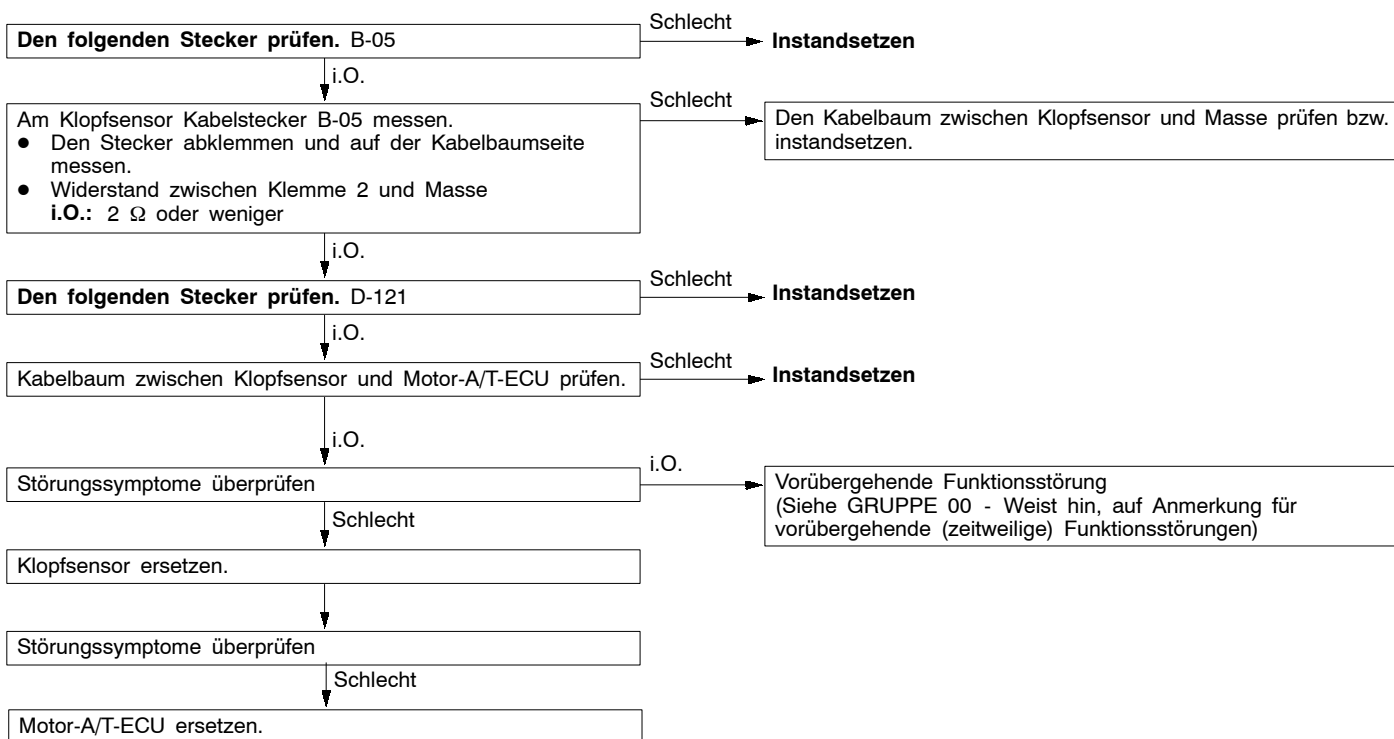 Den folgenden Stecker prüfen. B-05
Schlecht
Instandsetzen
i.O.
Am Klopfsensor Kabelstecker B-05 messen.
● Den Stecker abklemmen und auf der Kabelbaumseite
messen.
● Widerstand zwischen Klemme 2 und Masse
i.O.: 2 Ω oder weniger
Schlecht
Den Kabelbaum zwischen Klopfsensor und Masse prüfen bzw.
instandsetzen.
i.O.
Den folgenden Stecker prüfen. D-121
Schlecht
Instandsetzen
i.O.
Kabelbaum zwischen Klopfsensor und Motor-A/T-ECU prüfen.
Schlecht
Instandsetzen
i.O.
Störungssymptome überprüfen
i.O.
Vorübergehende Funktionsstörung
(Siehe GRUPPE 00 - Weist hin, auf Anmerkung für
vorübergehende (zeitweilige) Funktionsstörungen)
Schlecht
Klopfsensor ersetzen.
Störungssymptome überprüfen
Schlecht
Motor-A/T-ECU ersetzen.